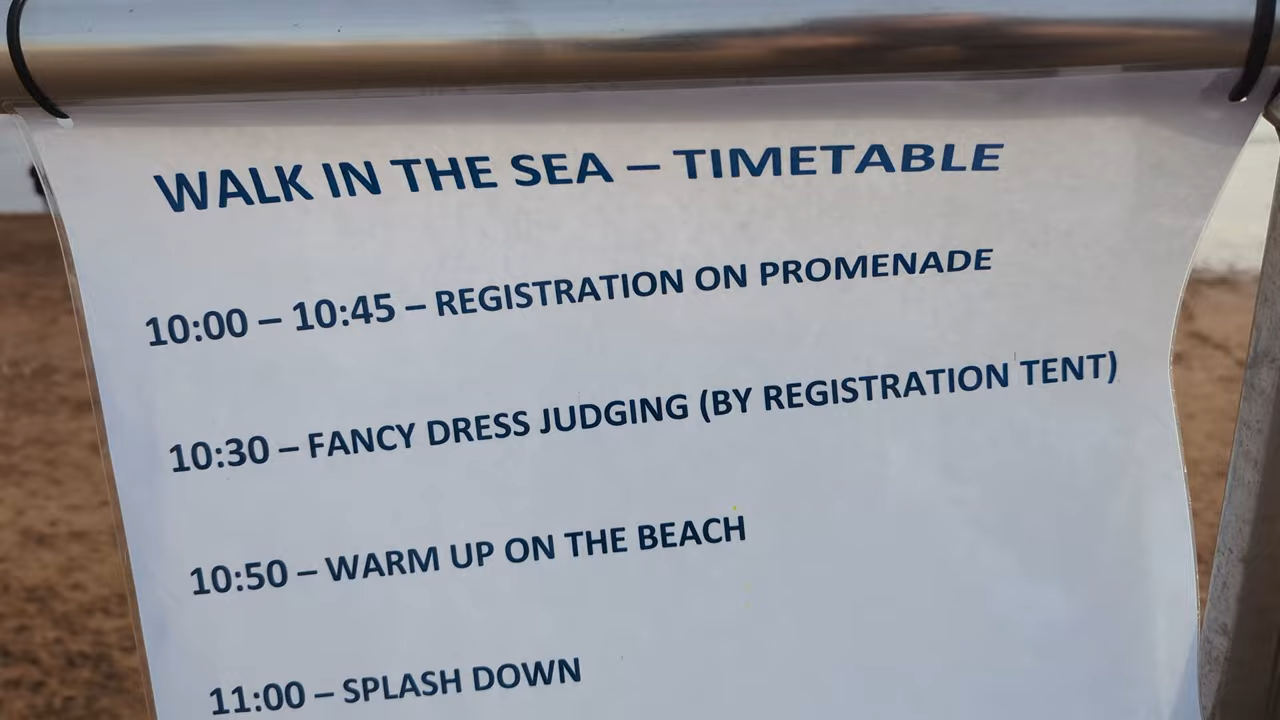 WALK IN THE SEA – TIMETABLE
10:00 – 10:45 – REGISTRATION ON PROMENADE
10:30 – FANCY DRESS JUDGING (BY REGISTRATION TENT)
10:50 – WARM UP ON THE BEACH
11:00 – SPLASH DOWN